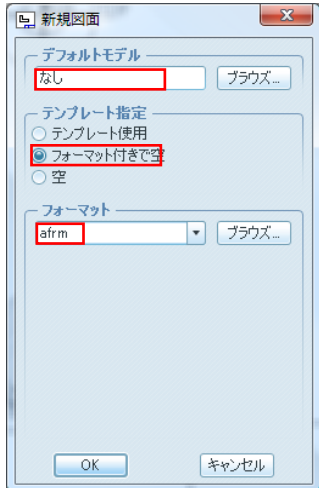 新規図面
デフォルトモデル
なし
ブラウズ...
テンプレート指定
テンプレート使用
フォーマット付きで空
空
フォーマット
afrm
ブラウズ...
OK
キャンセル